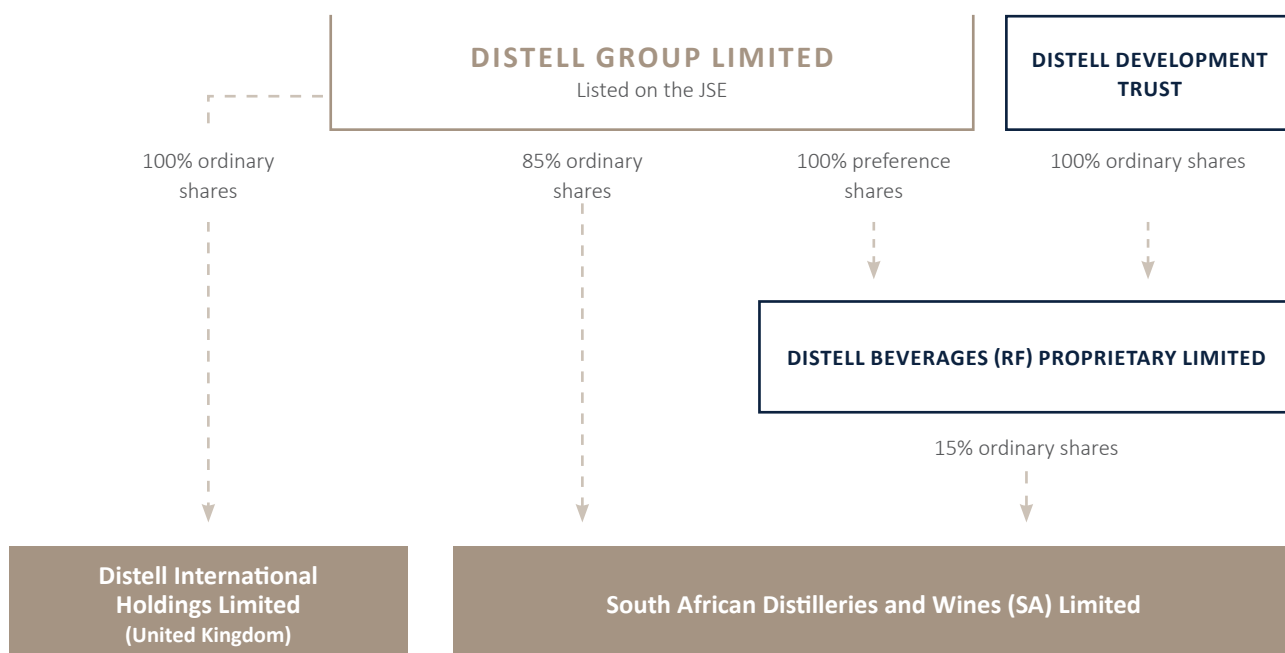 DISTELL GROUP LIMITED
Listed on the JSE
DISTELL DEVELOPMENT
TRUST
100% ordinary
shares
85% ordinary
shares
100% preference
shares
100% ordinary shares
DISTELL BEVERAGES (RF) PROPRIETARY LIMITED
15% ordinary shares
Distell International
Holdings Limited
(United Kingdom)
South African Distilleries and Wines (SA) Limited